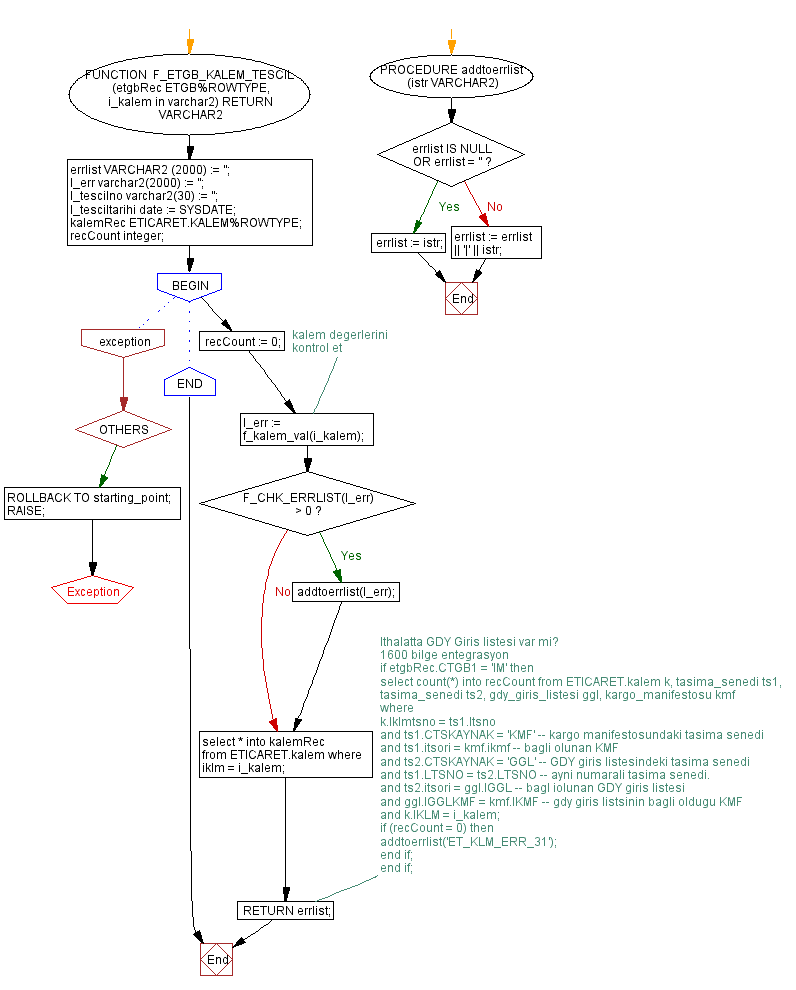 FUNCTION F_ETGB_KALEM_TESCIL
(etgbRec ETGB%ROWTYPE,
i_kalem in varchar2) RETURN
VARCHAR2
errlist VARCHAR2 (2000) := '';
l_err varchar2(2000) := '';
l_tescilno varchar2(30) := '';
l_tesciltarihi date := SYSDATE;
kalemRec ETICARET.KALEM%ROWTYPE;
recCount integer;
BEGIN
exception
recCount := 0;
kalem degerlerini
kontrol et
END
OTHERS
l_err :=
f_kalem_val(i_kalem);
ROLLBACK TO starting_point;
RAISE;
F_CHK_ERRLIST(l_err)
> 0 ?
Exception
Yes
No
addtoerrlist(l_err);
select * into kalemRec
from ETICARET.kalem where
iklm = i_kalem;
Ithalatta GDY Giris listesi var mi?
1600 bilge entegrasyon
if etgbRec.CTGB1 = 'IM' then
select count(*) into recCount from ETICARET.kalem k, tasima_senedi ts1,
tasima_senedi ts2, gdy_giris_listesi ggl, kargo_manifestosu kmf
where
k.Iklmtsno = ts1.Itsno
and ts1.CTSKAYNAK = 'KMF' -- kargo manifestosundaki tasima senedi
and ts1.itsori = kmf.ikmf -- bagli olunan KMF
and ts2.CTSKAYNAK = 'GGL' -- GDY giris listesindeki tasima senedi
and ts1.LTSNO = ts2.LTSNO -- ayni numarali tasima senedi.
and ts2.itsori = ggl.IGGL -- bagl iolunan GDY giris listesi
and ggl.IGGLKMF = kmf.IKMF -- gdy giris listsinin bagli oldugu KMF
and k.IKLM = i_kalem;
if (recCount = 0) then
addtoerrlist('ET_KLM_ERR_31');
end if;
end if;
RETURN errlist;
End
PROCEDURE addtoerrlist
(istr VARCHAR2)
errlist IS NULL
OR errlist = '' ?
Yes
No
errlist := istr;
errlist := errlist
|| '|' || istr;
End